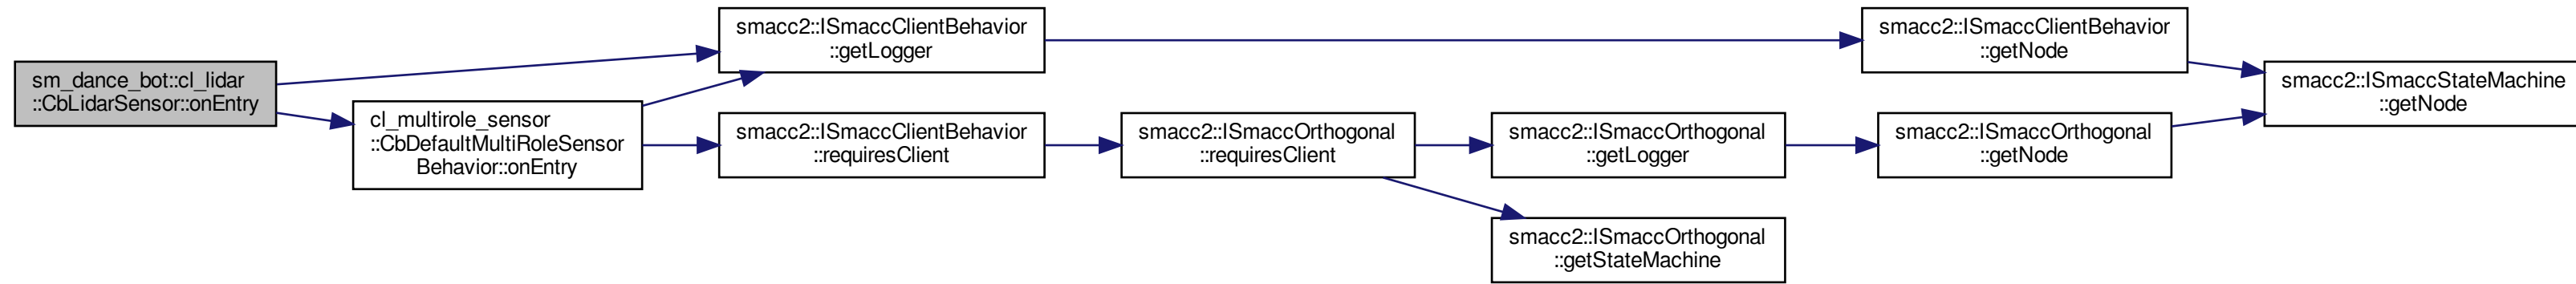 sm_dance_bot::cl_lidar
::CbLidarSensor::onEntry
cl_multirole_sensor
::CbDefaultMultiRoleSensor
Behavior::onEntry
smacc2::ISmaccClientBehavior
::getLogger
smacc2::ISmaccClientBehavior
::requiresClient
smacc2::ISmaccOrthogonal
::requiresClient
smacc2::ISmaccOrthogonal
::getLogger
smacc2::ISmaccOrthogonal
::getStateMachine
smacc2::ISmaccClientBehavior
::getNode
smacc2::ISmaccOrthogonal
::getNode
smacc2::ISmaccStateMachine
::getNode